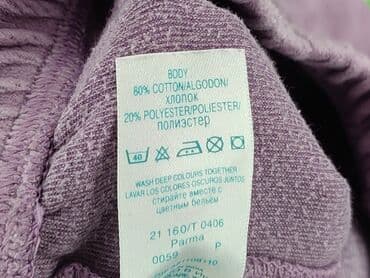 BODY
80% COTTON/ALGODON/
ХЛОПОК
20% POLYESTER/POLIESTER/
полиэстер
40
WASH DEEP COLOURS TOGETHER
LAVAR LOS COLORES OSCUROS JUNTOS
стирайте вместе с
цветным бельём
21 160/T 0406
Parma
0059 P